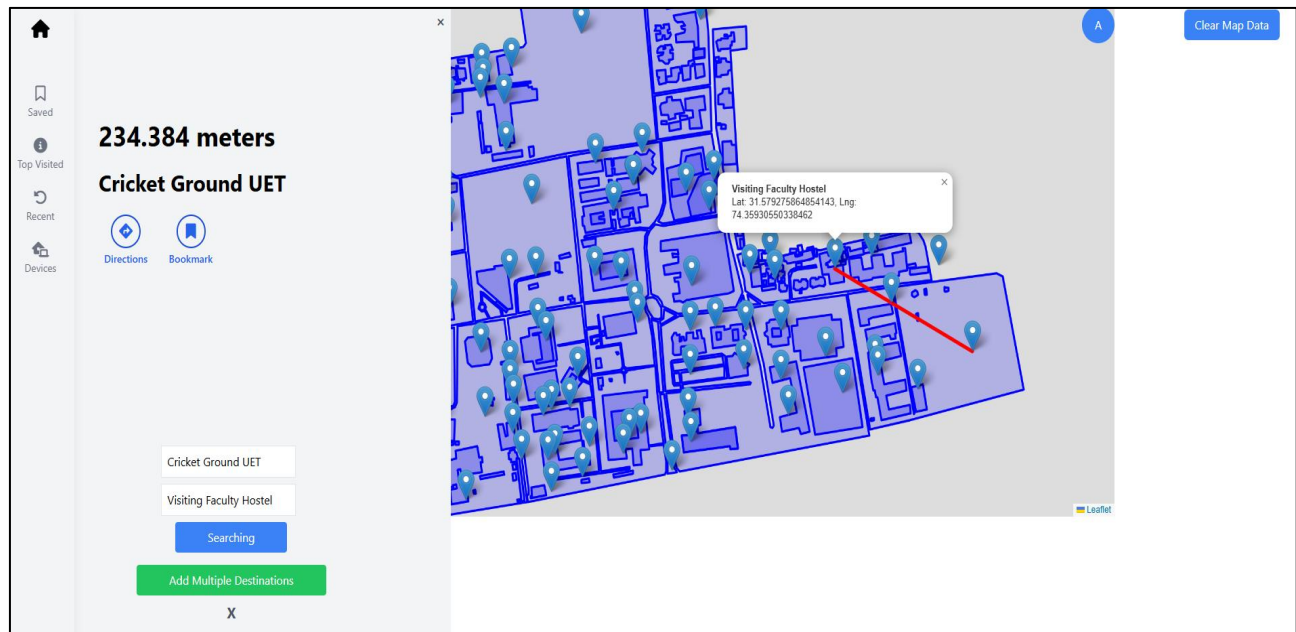 Saved
Top Visited
Recent
Devices
x
234.384 meters
Cricket Ground UET
Directions
Bookmark
Cricket Ground UET
Visiting Faculty Hostel
Searching
Add Multiple Destinations
X
Visiting Faculty Hostel
×
Lat: 31.579275864854143, Lng:
74.35930550338462
A
Clear Map Data
Leaflet